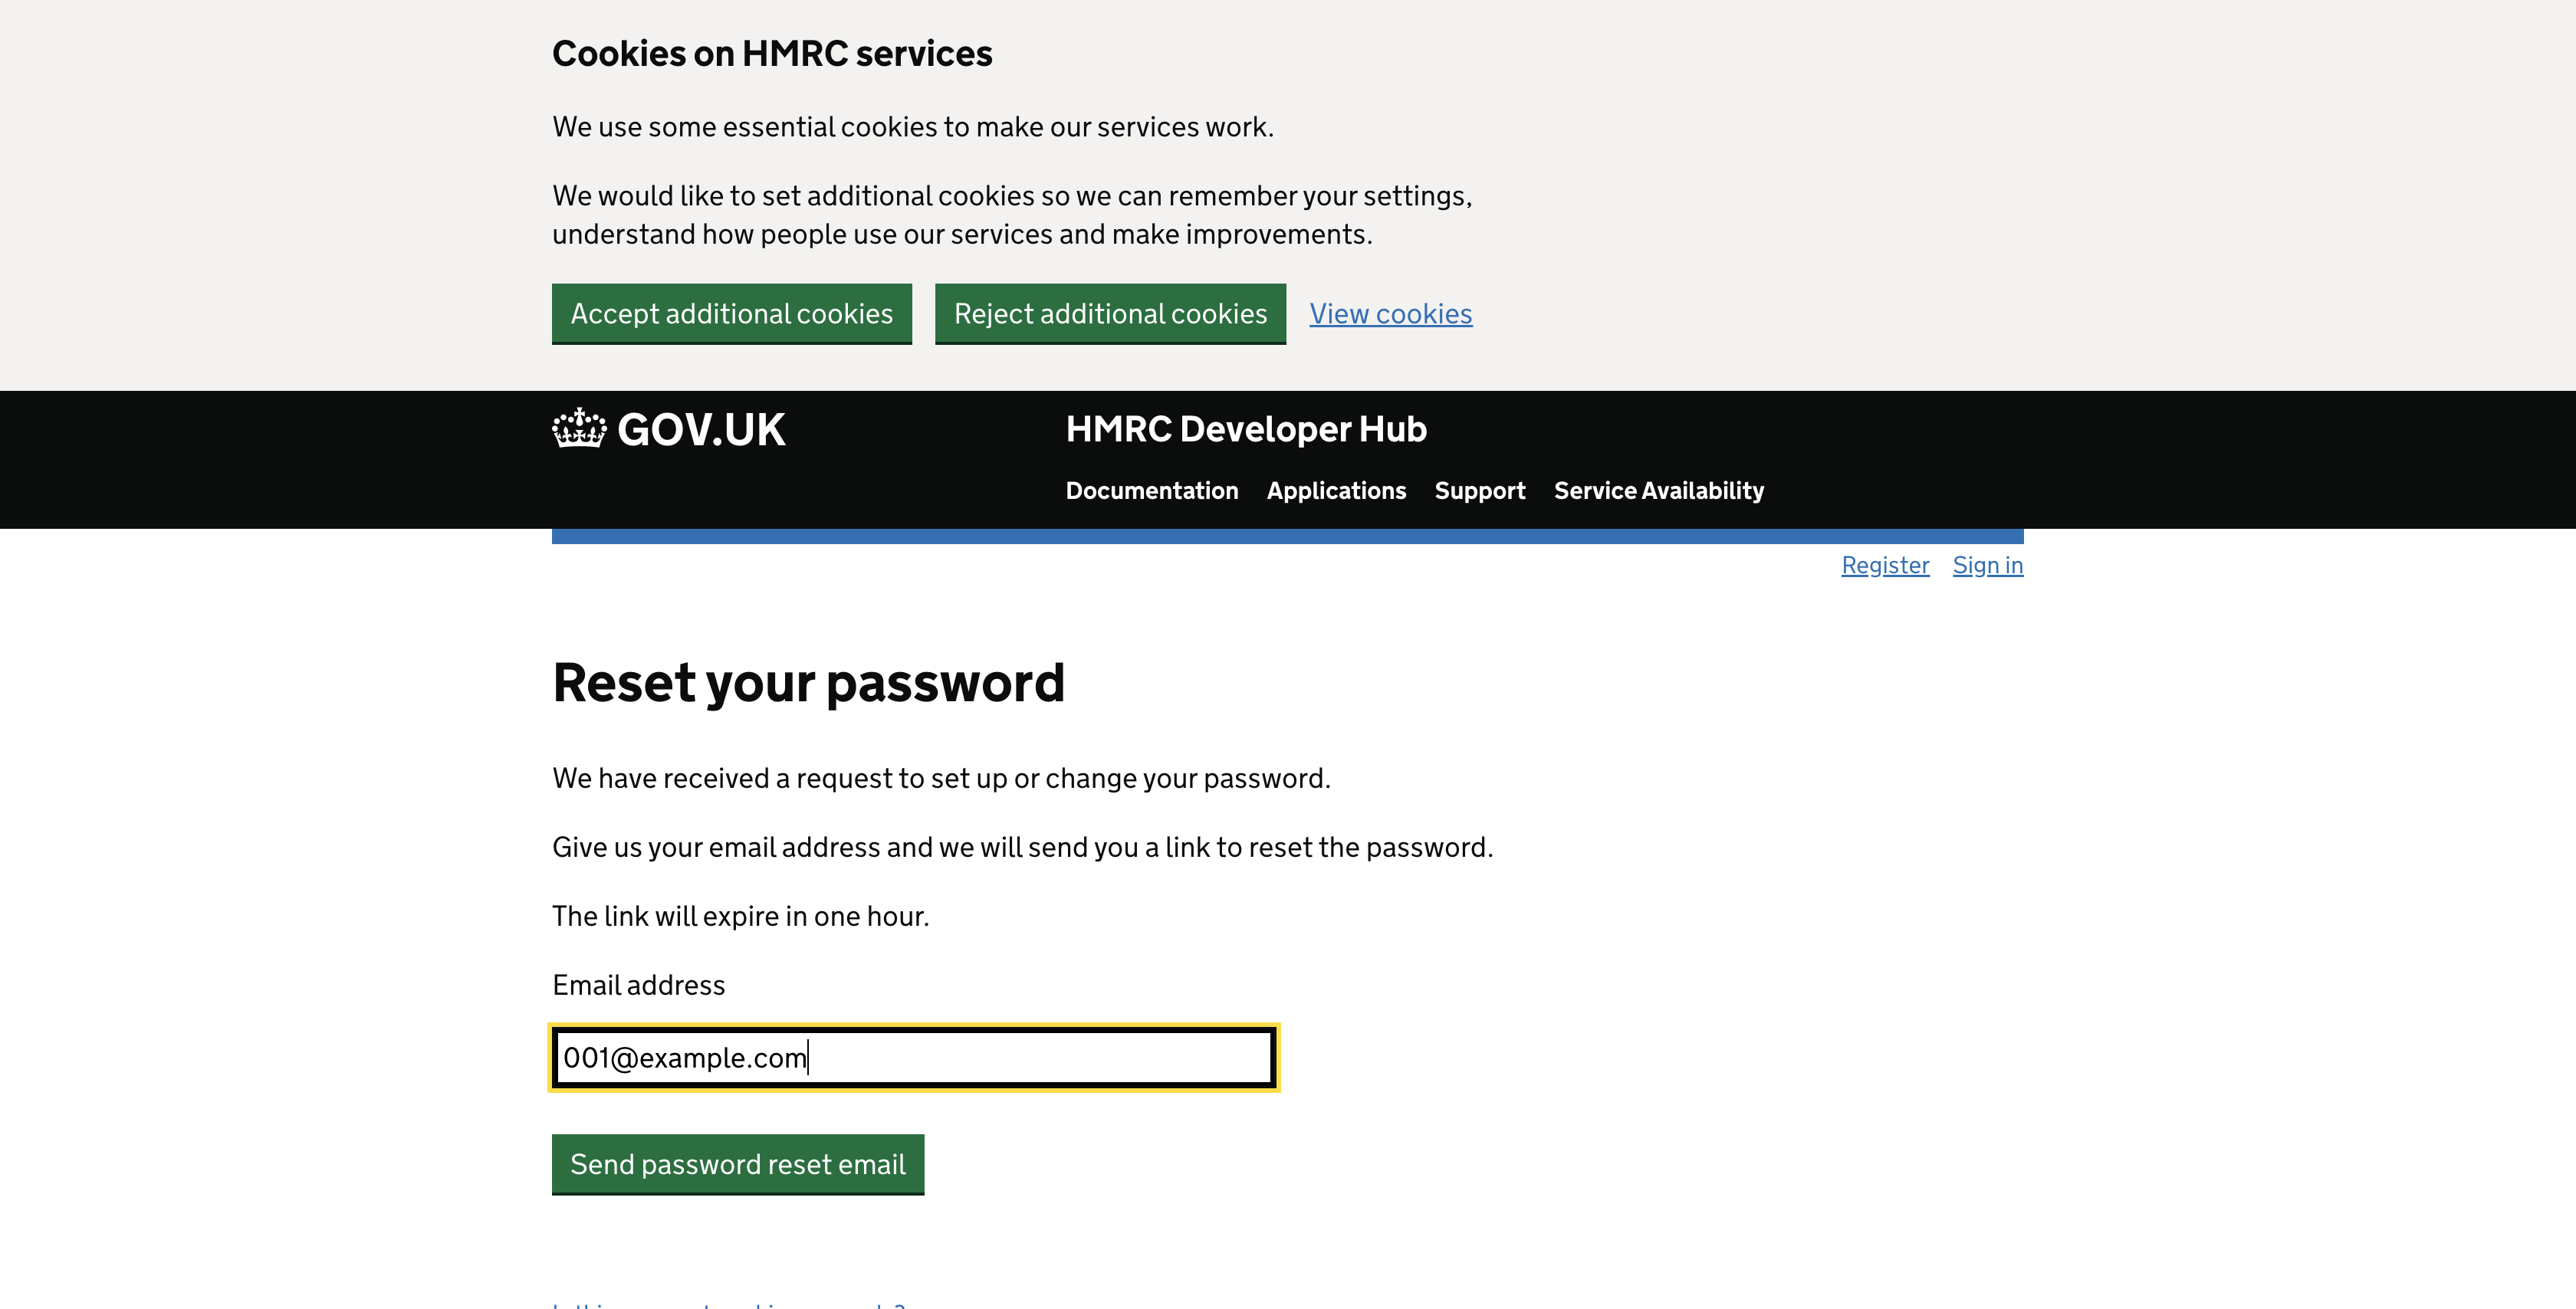 Cookies on HMRC services
We use some essential cookies to make our services work.
We would like to set additional cookies so we can remember your settings,
understand how people use our services and make improvements.
Accept additional cookies
Reject additional cookies
View cookies
GOV.UK
HMRC Developer Hub
Documentation
Applications
Support
Service Availability
Register
Sign in
Reset your password
We have received a request to set up or change your password.
Give us your email address and we will send you a link to reset the password.
The link will expire in one hour.
Email address
001@example.com
Send password reset email